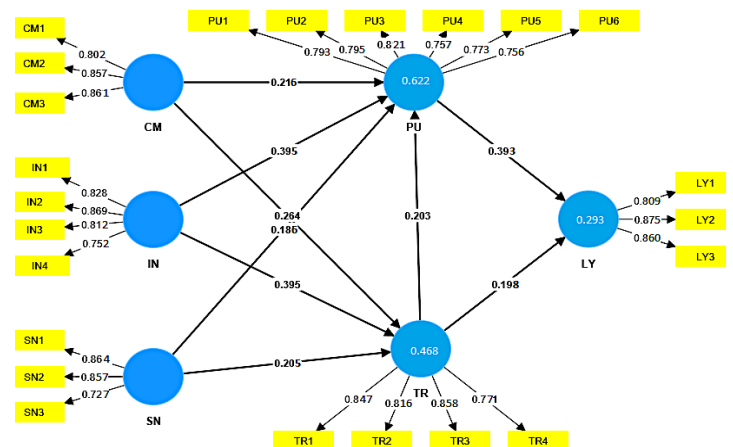 PU1 PU2 PU3 PU4 PU5 PU6
CM1
0.802
CM2
0.857
CM3
0.861
CM
0.793 0.795 0.821 0.757 0.773 0.756
0.622
PU
0.216
0.395
0.393
IN1
0.828
IN2
0.869
IN3
0.812
IN4
0.752
IN
0.264
0.186
0.203
0.395
0.198
0.293
LY
0.809
LY1
0.875
LY2
0.860
LY3
SN1
0.864
SN2
0.857
SN3
0.727
SN
0.205
0.468
TR
0.847 0.816 0.858 0.771
TR1 TR2 TR3 TR4